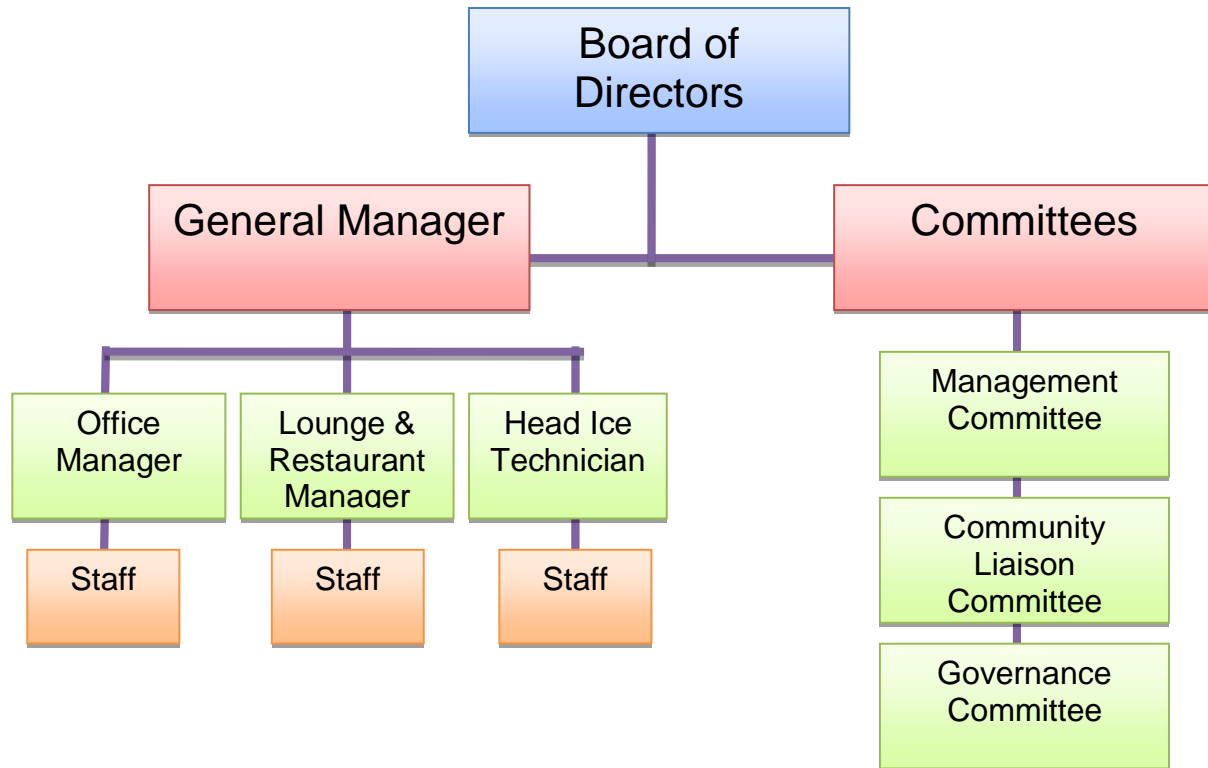 Board of
Directors
General Manager
Committees
Office
Manager
Lounge &
Restaurant
Manager
Head Ice
Technician
Staff
Staff
Staff
Management
Committee
Community
Liaison
Committee
Governance
Committee